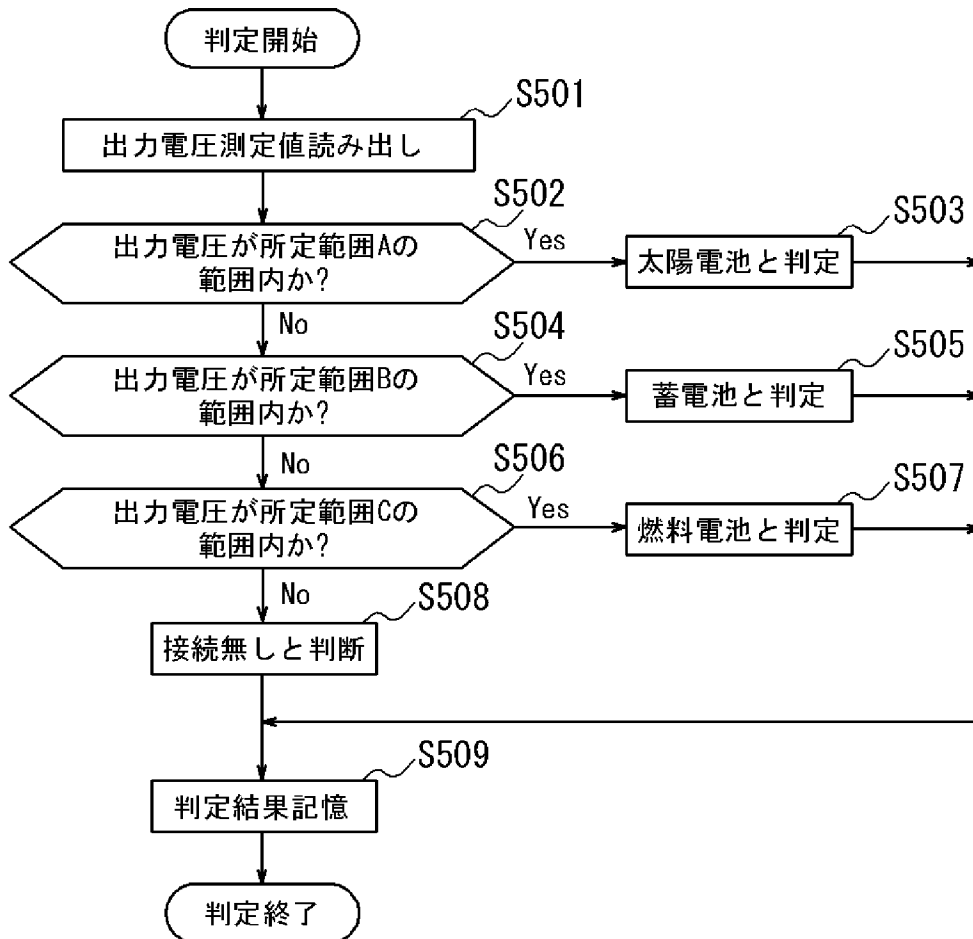 判定開始
S501
出力電圧測定値読み出し
S502
出力電圧が所定範囲Aの
範囲内か?
Yes
S503
太陽電池と判定
No
S504
出力電圧が所定範囲Bの
範囲内か?
Yes
S505
蓄電池と判定
No
S506
出力電圧が所定範囲Cの
範囲内か?
Yes
S507
燃料電池と判定
No
S508
接続無しと判断
S509
判定結果記憶
判定終了